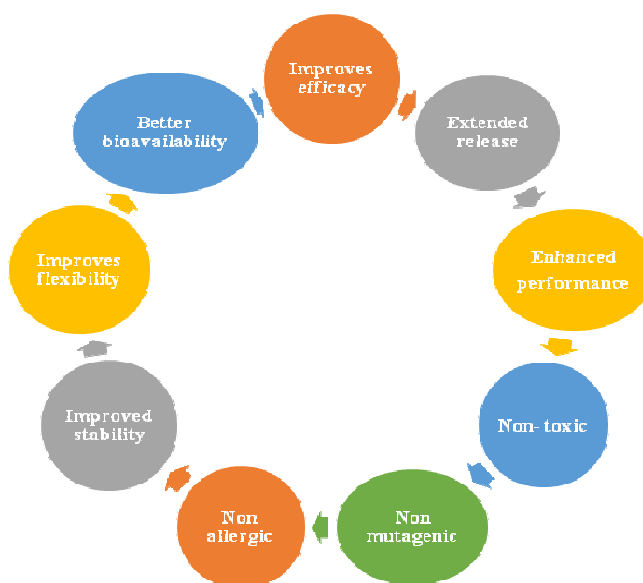 Improves
efficacy
Extended
release
Enhanced
performance
Non- toxic
Non
mutagenic
Non
allergic
Improved
stability
Improves
flexibility
Better
bioavailability